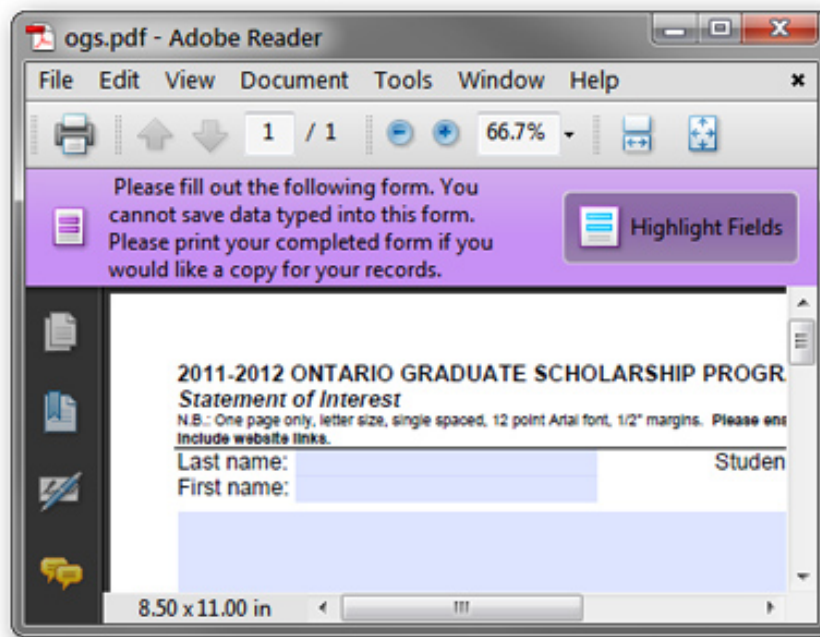 ogs.pdf - Adobe Reader
File Edit View Document Tools Window Help
1 / 1 66.7%
Please fill out the following form. You
cannot save data typed into this form.
Please print your completed form if you
would like a copy for your records.
Highlight Fields
2011-2012 ONTARIO GRADUATE SCHOLARSHIP PROGR
Statement of Interest
N.B.: One page only, letter size, single spaced, 12 point Arial font, 1/2" margins. Please ens
include website links.
Last name: Studen
First name:
8.50 x 11.00 in